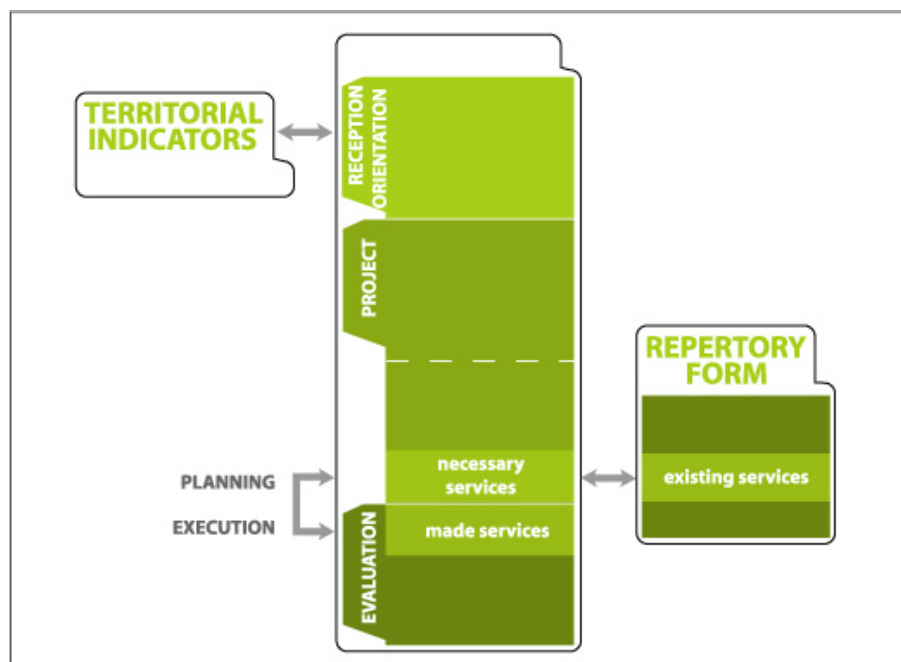 TERRITORIAL
INDICATORS
RECEPTION
ORIENTATION
PROJECT
REPERTORY
FORM
necessary
services
existing services
PLANNING
EXECUTION
made services
EVALUATION